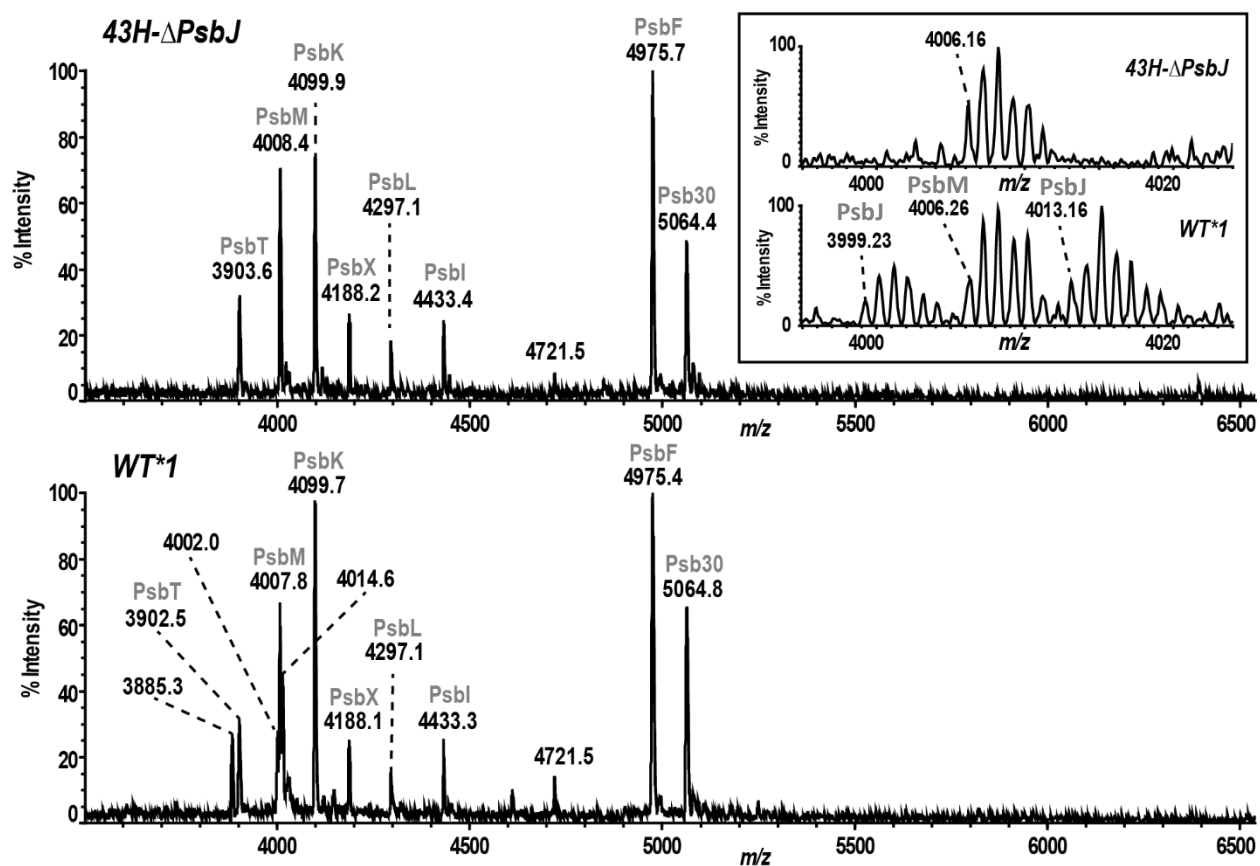 43H-ΔPsbJ
PsbK
4099.9
PsbM
4008.4
PsbT
3903.6
PsbX
4188.2
PsbL
4297.1
PsbI
4433.4
4721.5
PsbF
4975.7
Psb30
5064.4
% Intensity
100
80
60
40
20
0
4000
4500
5000
5500
6000
6500
m/z
4006.16
43H-ΔPsbJ
% Intensity
100
0
4000
m/z
4020
PsbJ
3999.23
PsbM
4006.26
PsbJ
4013.16
WT*1
% Intensity
100
0
4000
m/z
4020
WT*1
PsbK
4099.7
4002.0
PsbM
4007.8
4014.6
PsbT
3902.5
3885.3
PsbX
4188.1
PsbL
4297.1
PsbI
4433.3
4721.5
PsbF
4975.4
Psb30
5064.8
% Intensity
100
80
60
40
20
0
4000
4500
5000
5500
6000
6500
m/z